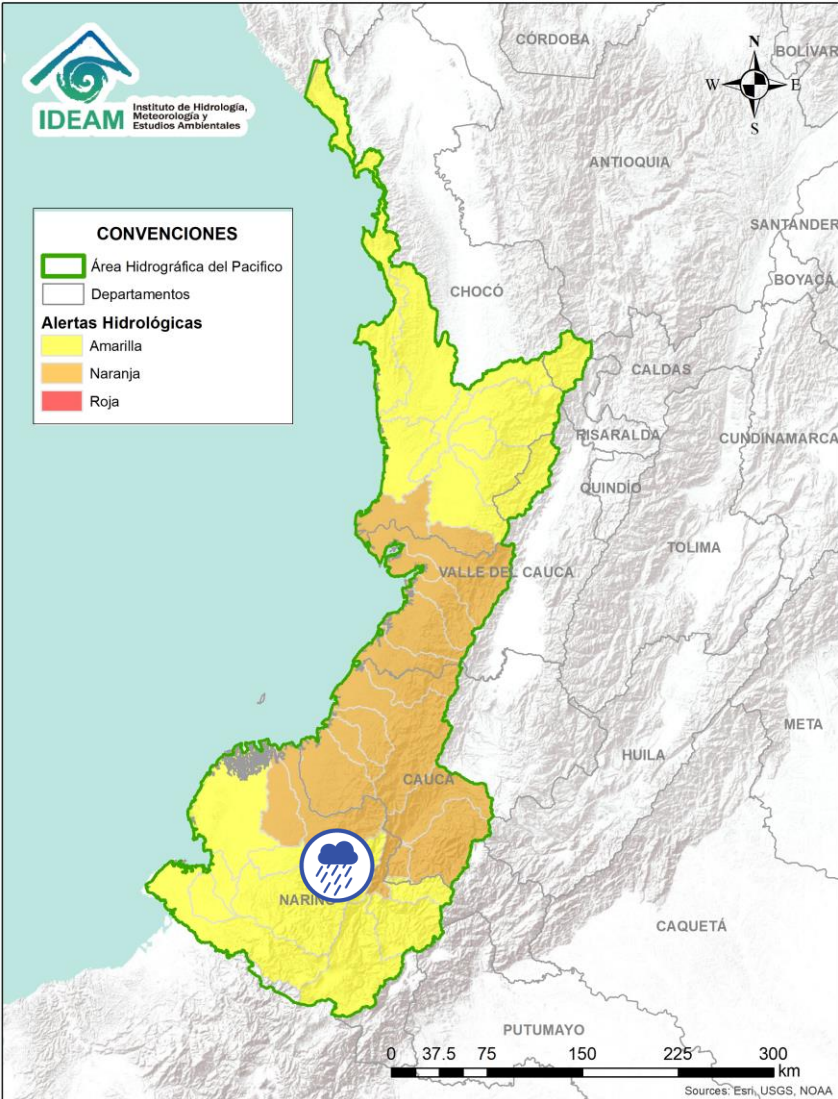 IDEAM
Instituto de Hidrología,
Meteorología y
Estudios Ambientales
N
W
E
S
CÓRDOBA
BOLÍVAR
ANTIOQUIA
SANTANDER
BOYACÁ
CHOCÓ
CALDAS
RISARALDA
CUNDINAMARCA
QUINDÍO
TOLIMA
VALLE DEL CAUCA
META
HUILA
CAUCA
NARIÑO
CAQUETÁ
PUTUMAYO
CONVENCIONES
Área Hidrográfica del Pacifico
Departamentos
Alertas Hidrológicas
Amarilla
Naranja
Roja
0 37.5 75 150 225 300
km
Sources: Esri, USGS, NOAA